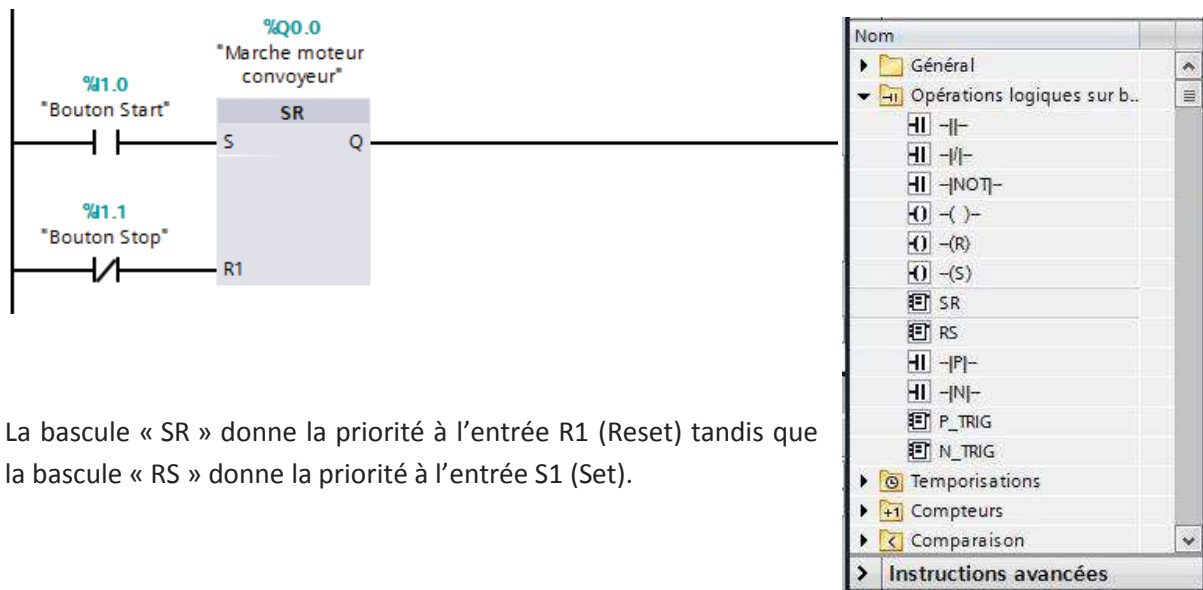 %Q0.0
"Marche moteur
convoyeur"
%I1.0
"Bouton Start"
SR
S Q
%I1.1
"Bouton Stop"
R1
La bascule « SR » donne la priorité à l'entrée R1 (Reset) tandis que
la bascule « RS » donne la priorité à l'entrée S1 (Set).
Nom
Général
Opérations logiques sur b..
-||-
-|/|-
-|NOT|-
-( )-
-(R)
-(S)
SR
RS
-|P|-
-|N|-
P_TRIG
N_TRIG
Temporisations
Compteurs
Comparaison
Instructions avancées